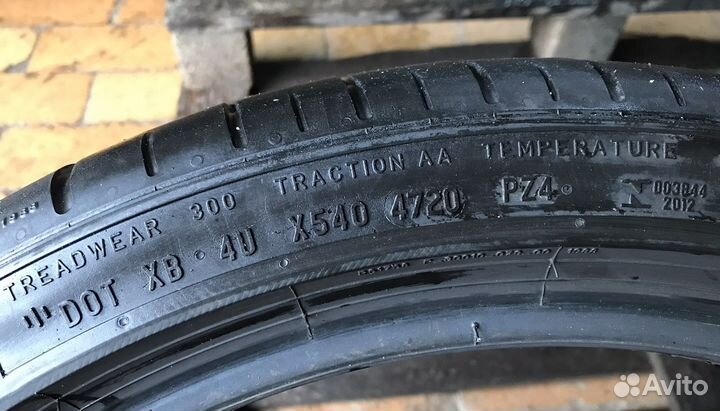 TREADWEAR 300 TRACTION AA TEMPERATURE
DOT XB 4U X540 4720 PZ4
003844
2012
Avito